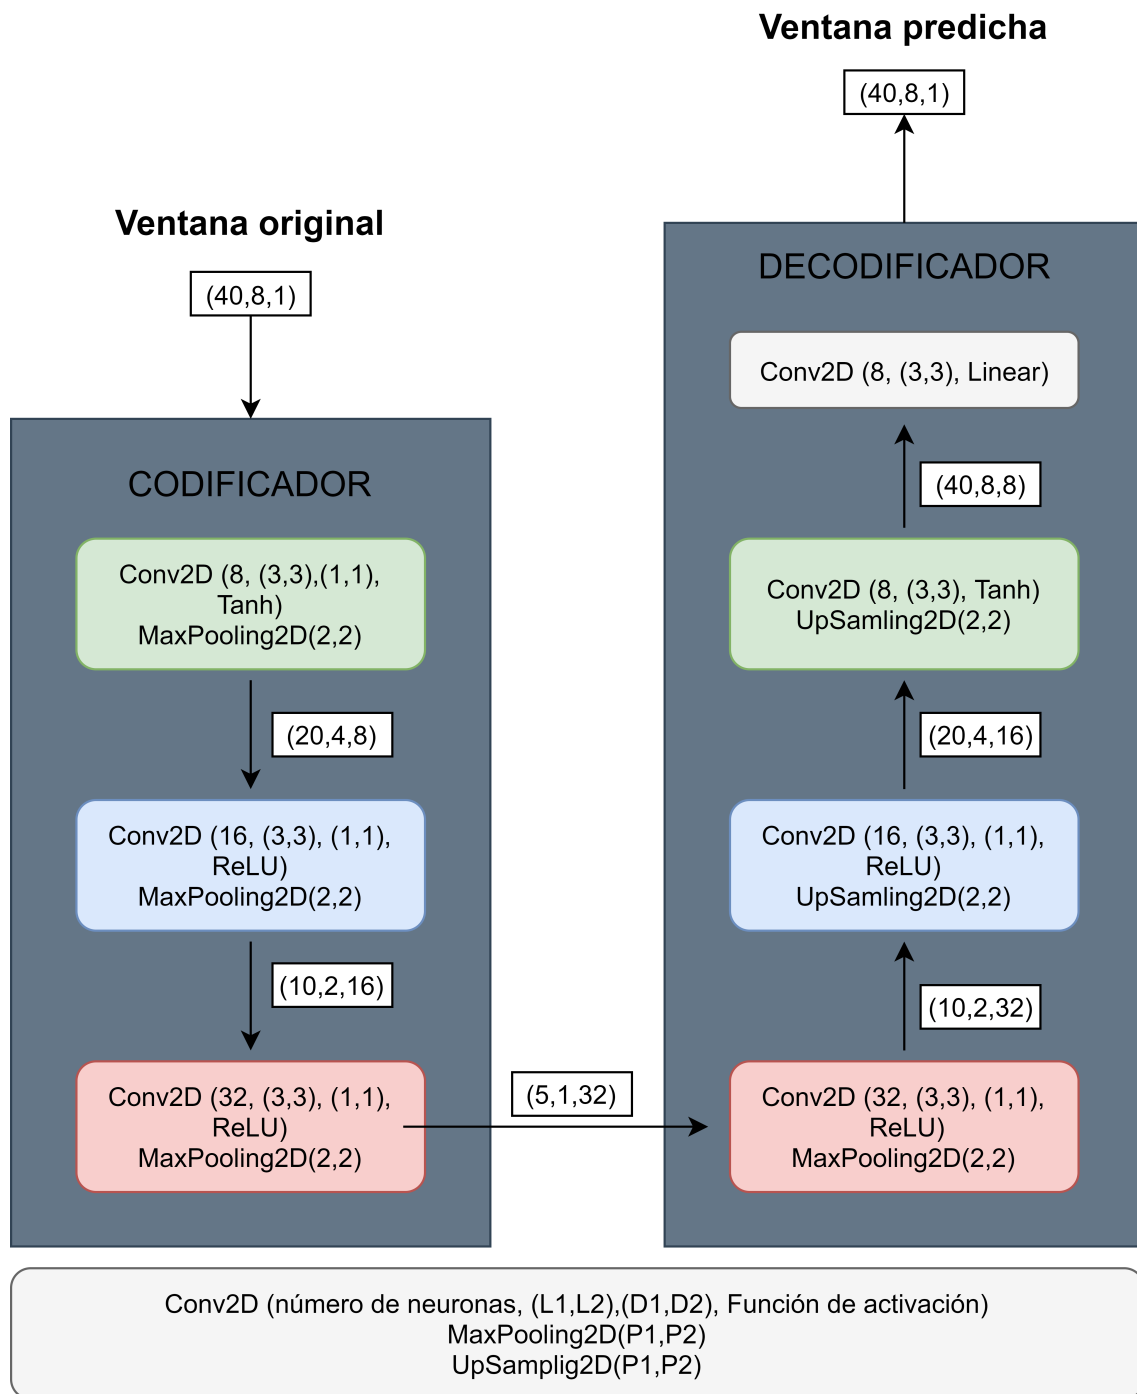 Ventana original
(40,8,1)
CODIFICADOR
Conv2D (8, (3,3),(1,1),
Tanh)
MaxPooling2D(2,2)
(20,4,8)
Conv2D (16, (3,3), (1,1),
ReLU)
MaxPooling2D(2,2)
(10,2,16)
Conv2D (32, (3,3), (1,1),
ReLU)
MaxPooling2D(2,2)
(5,1,32)
Ventana predicha
(40,8,1)
DECODIFICADOR
Conv2D (8, (3,3), Linear)
(40,8,8)
Conv2D (8, (3,3), Tanh)
UpSamling2D(2,2)
(20,4,16)
Conv2D (16, (3,3), (1,1),
ReLU)
UpSamling2D(2,2)
(10,2,32)
Conv2D (32, (3,3), (1,1),
ReLU)
MaxPooling2D(2,2)
Conv2D (número de neuronas, (L1,L2),(D1,D2), Función de activación)
MaxPooling2D(P1,P2)
UpSamplig2D(P1,P2)